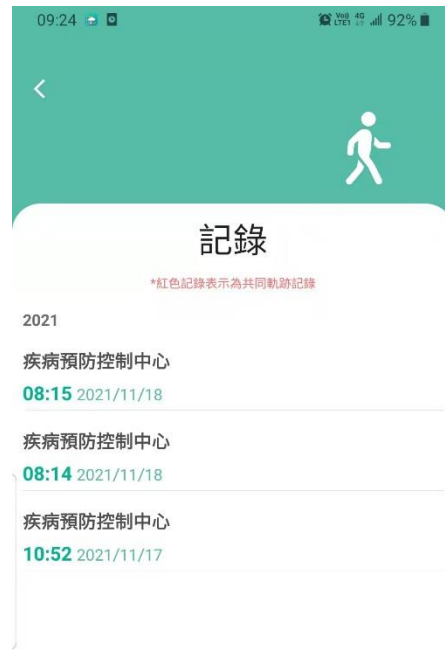 09:24 Vo)) 4G LTE1 92%
記錄
*紅色記錄表示為共同軌跡記錄
2021
疾病預防控制中心
08:15 2021/11/18
疾病預防控制中心
08:14 2021/11/18
疾病預防控制中心
10:52 2021/11/17